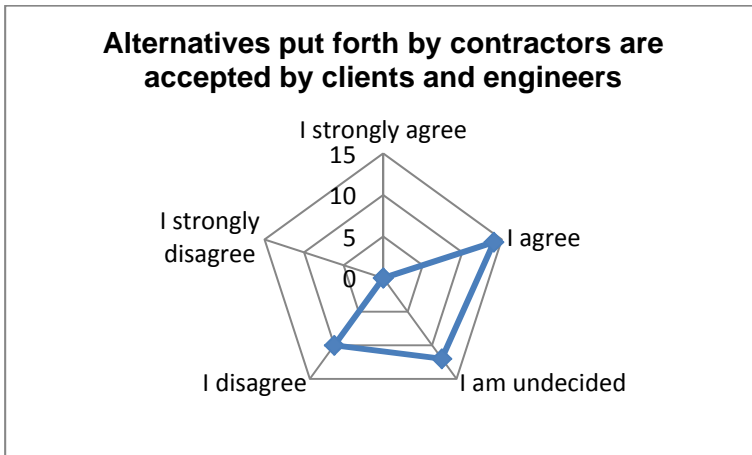 Alternatives put forth by contractors are
accepted by clients and engineers
I strongly agree
15
10
5
0
I agree
I am undecided
I disagree
I strongly
disagree